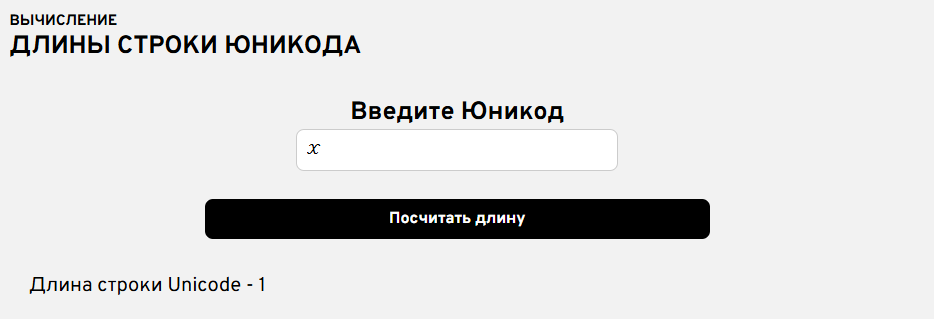 ВЫЧИСЛЕНИЕ
ДЛИНЫ СТРОКИ ЮНИКОДА
Введите Юникод
𝑥
Посчитать длину
Длина строки Unicode - 1